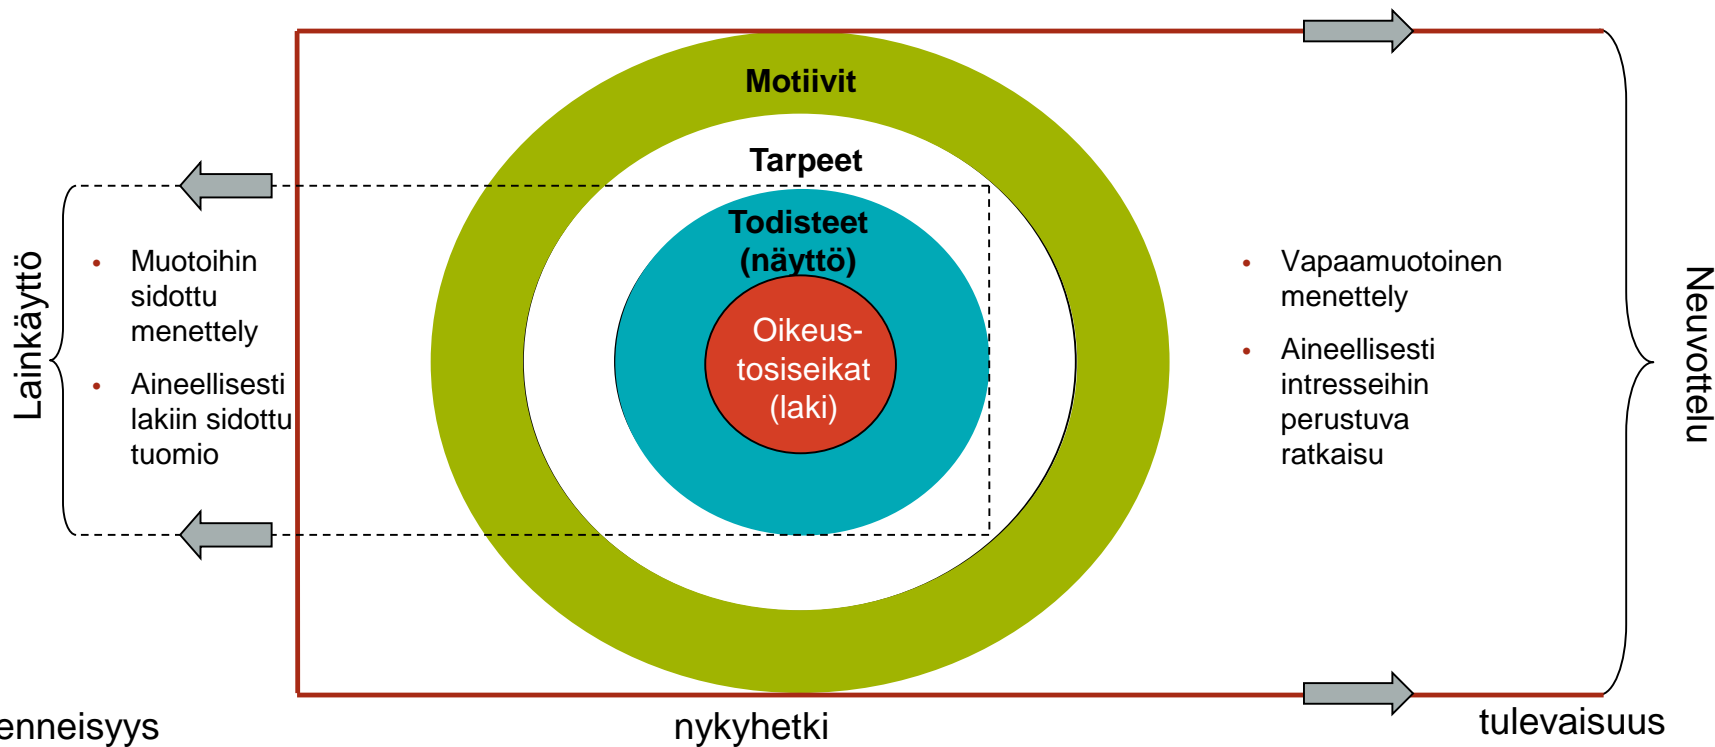 Motiivit
Tarpeet
Todisteet
(näyttö)
Oikeus-
tosiseikat
(laki)
Lainkäyttö
• Muotoihin
sidottu
menettely
• Aineellisesti
lakiin sidottu
tuomio
• Vapaamuotoinen
menettely
• Aineellisesti
intresseihin
perustuva
ratkaisu
Neuvottelu
enneisyys
nykyhetki
tulevaisuus